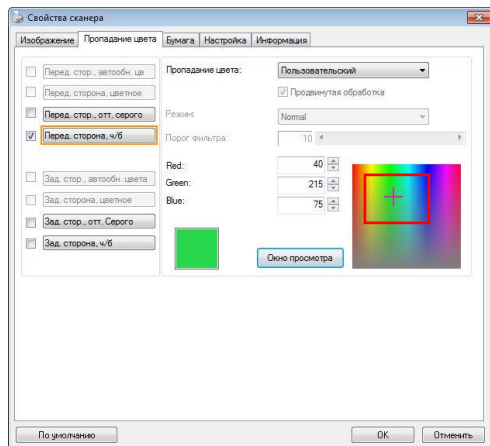 Свойства сканера
Изображение Пропадание цвета Бумага Настройка Информация
Перед. стор., автообн. цв
Перед. сторона, цветное
Перед. стор., отт. серого
Перед. сторона, ч/б
Зад. стор., автообн. цвета
Зад. сторона, цветное
Зад. стор., отт. Серого
Зад. сторона, ч/б
Пропадание цвета: Пользовательский
Продвинутая обработка
Режим: Normal
Порог фильтра: 10
Red: 40
Green: 215
Blue: 75
Окно просмотра
По умолчанию OK Отменить